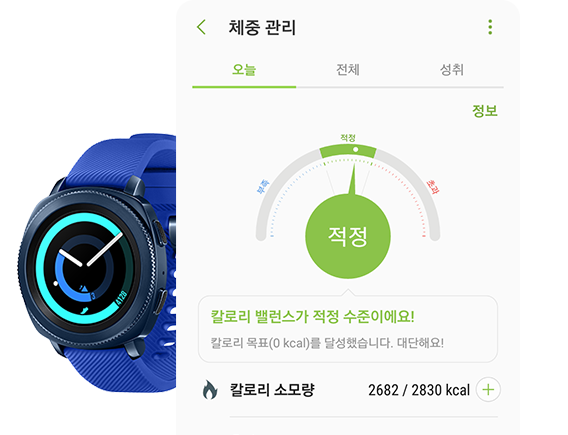 체중 관리
오늘 전체 성취
정보
적정
부족
초과
적정
칼로리 밸런스가 적정 수준이에요!
칼로리 목표(0 kcal)를 달성했습니다. 대단해요!
칼로리 소모량 2682 / 2830 kcal
4120